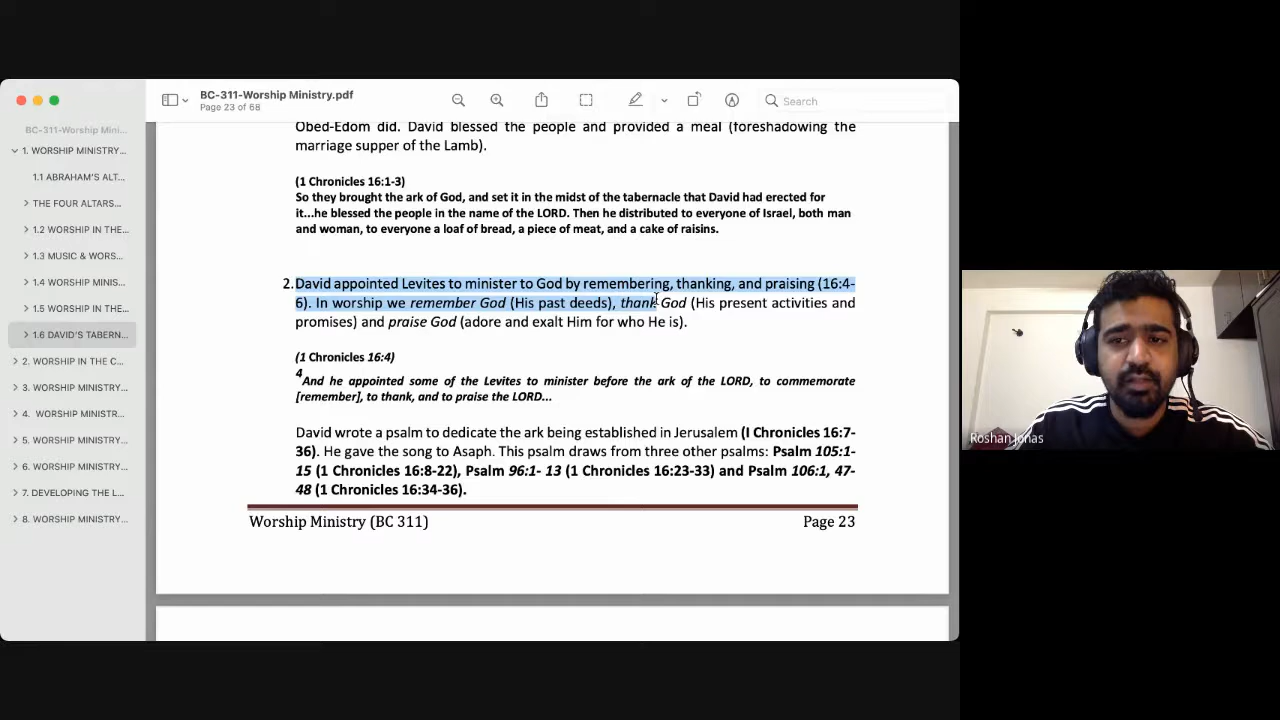 BC-311-Worship Ministry.pdf
Page 23 of 68
Search
BC-311-Worship Mini...
1. WORSHIP MINISTRY...
1.1 ABRAHAM'S ALT...
THE FOUR ALTARS...
1.2 WORSHIP IN THE...
1.3 MUSIC & WORS...
1.4 WORSHIP MINIS...
1.5 WORSHIP IN THE...
1.6 DAVID'S TABERN...
2. WORSHIP IN THE C...
3. WORSHIP MINISTRY...
4. WORSHIP MINISTR...
5. WORSHIP MINISTRY...
6. WORSHIP MINISTRY...
7. DEVELOPING THE L...
8. WORSHIP MINISTRY...
Obed-Edom did. David blessed the people and provided a meal (foreshadowing the
marriage supper of the Lamb).
(1 Chronicles 16:1-3)
So they brought the ark of God, and set it in the midst of the tabernacle that David had erected for
it...he blessed the people in the name of the LORD. Then he distributed to everyone of Israel, both man
and woman, to everyone a loaf of bread, a piece of meat, and a cake of raisins.
2. David appointed Levites to minister to God by remembering, thanking, and praising (16:4-
6). In worship we remember God (His past deeds), thank God (His present activities and
promises) and praise God (adore and exalt Him for who He is).
(1 Chronicles 16:4)
4 And he appointed some of the Levites to minister before the ark of the LORD, to commemorate
[remember], to thank, and to praise the LORD...
David wrote a psalm to dedicate the ark being established in Jerusalem (I Chronicles 16:7-
36). He gave the song to Asaph. This psalm draws from three other psalms: Psalm 105:1-
15 (1 Chronicles 16:8-22), Psalm 96:1- 13 (1 Chronicles 16:23-33) and Psalm 106:1, 47-
48 (1 Chronicles 16:34-36).
Worship Ministry (BC 311)
Page 23
Roshan Jonas